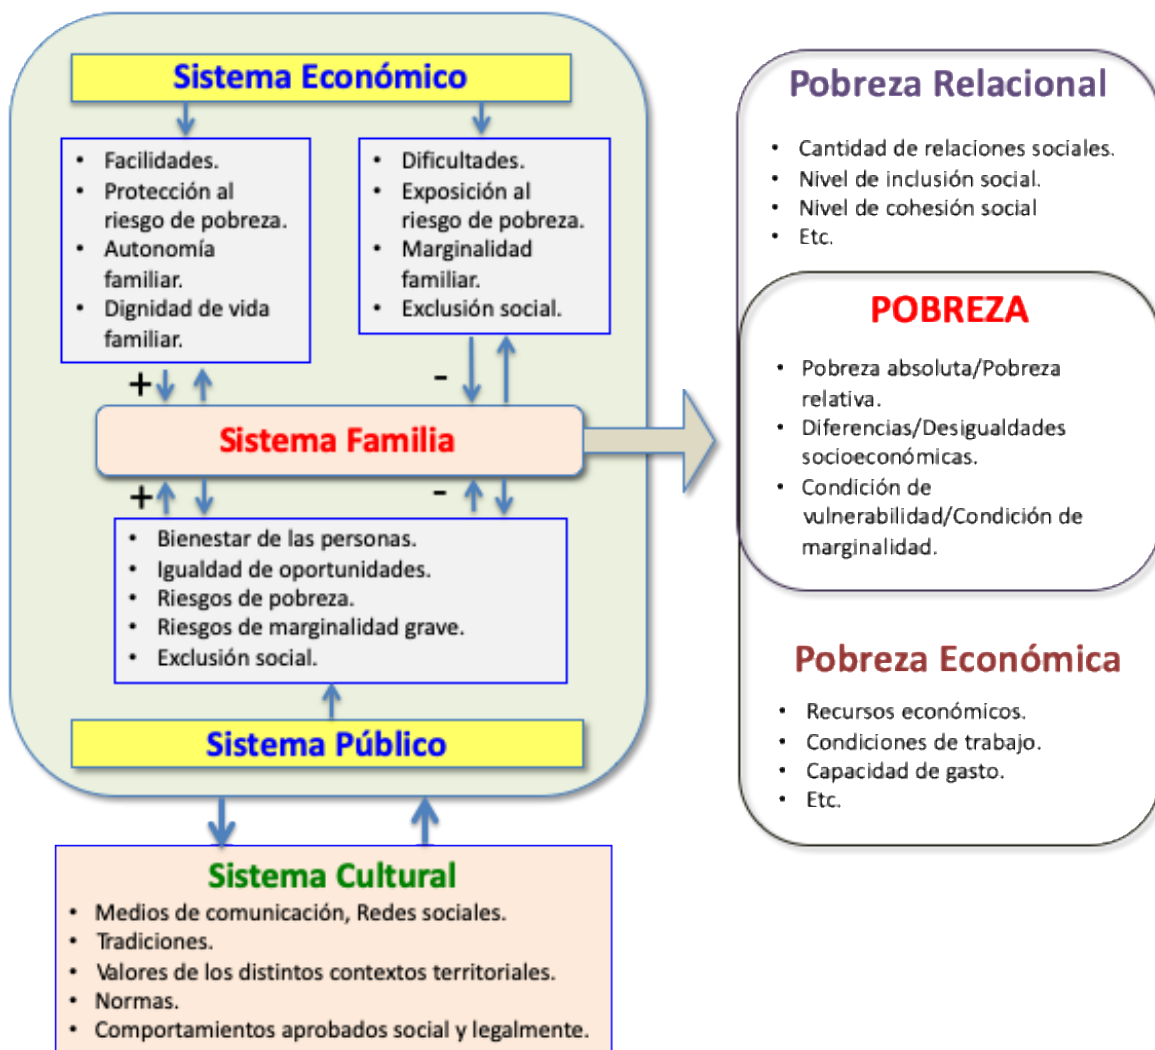 Sistema Económico
• Facilidades.
• Protección al
riesgo de pobreza.
• Autonomía
familiar.
• Dignidad de vida
familiar.
• Dificultades.
• Exposición al
riesgo de pobreza.
• Marginalidad
familiar.
• Exclusión social.
+
-
Sistema Familia
+
-
• Bienestar de las personas.
• Igualdad de oportunidades.
• Riesgos de pobreza.
• Riesgos de marginalidad grave.
• Exclusión social.
Sistema Público
Sistema Cultural
• Medios de comunicación, Redes sociales.
• Tradiciones.
• Valores de los distintos contextos territoriales.
• Normas.
• Comportamientos aprobados social y legalmente.
Pobreza Relacional
• Cantidad de relaciones sociales.
• Nivel de inclusión social.
• Nivel de cohesión social
• Etc.
POBREZA
• Pobreza absoluta/Pobreza
relativa.
• Diferencias/Desigualdades
socioeconómicas.
• Condición de
vulnerabilidad/Condición de
marginalidad.
Pobreza Económica
• Recursos económicos.
• Condiciones de trabajo.
• Capacidad de gasto.
• Etc.